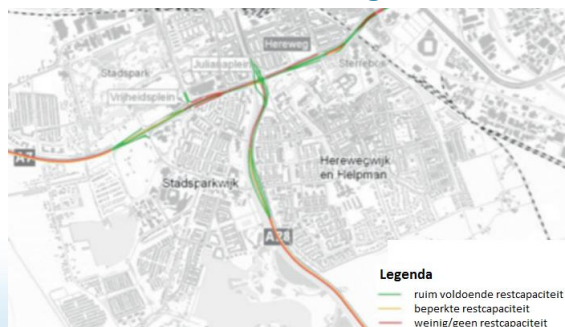 Hereweg
Julianaplein
Stadspark
Sterrebos
Vrijheidsplein
A7
Herewegwijk
en Helpman
Stadsparkwijk
A28
Legenda
ruim voldoende restcapaciteit
beperkte restcapaciteit
weinig/geen restcapaciteit